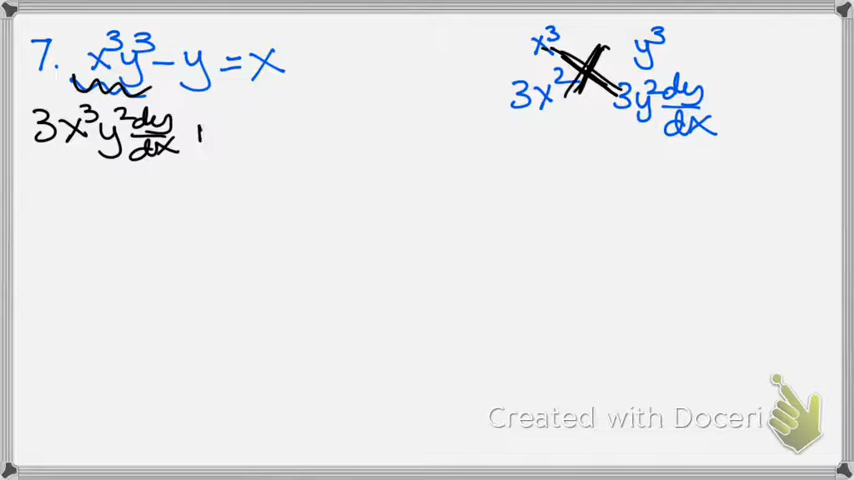 7. x³y³ - y = x
3x³y² dy/dx
x³ y³
3x² 3y² dy/dx
Created with Doceri